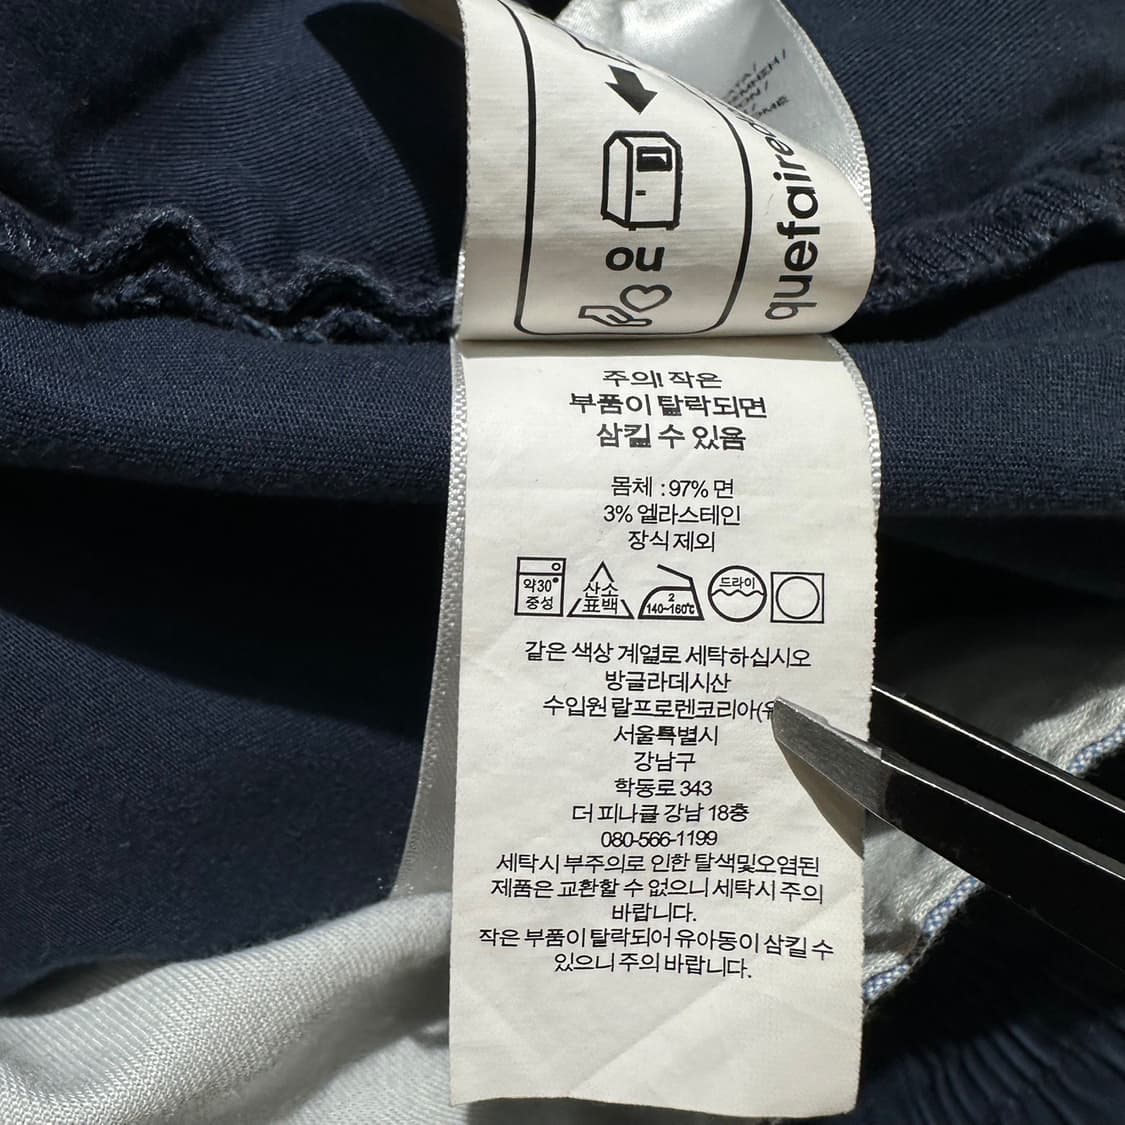 ou
quefaire
주의! 작은
부품이 탈락되면
삼킬 수 있음
몸체 : 97% 면
3% 엘라스테인
장식 제외
약30°
중성
산소
표백
2
140~160℃
드라이
같은 색상 계열로 세탁하십시오
방글라데시산
수입원 랄프로렌코리아(유
서울특별시
강남구
학동로 343
더 피나클 강남 18층
080-566-1199
세탁시 부주의로 인한 탈색및오염된
제품은 교환할 수 없으니 세탁시 주의
바랍니다.
작은 부품이 탈락되어 유아동이 삼킬 수
있으니 주의 바랍니다.